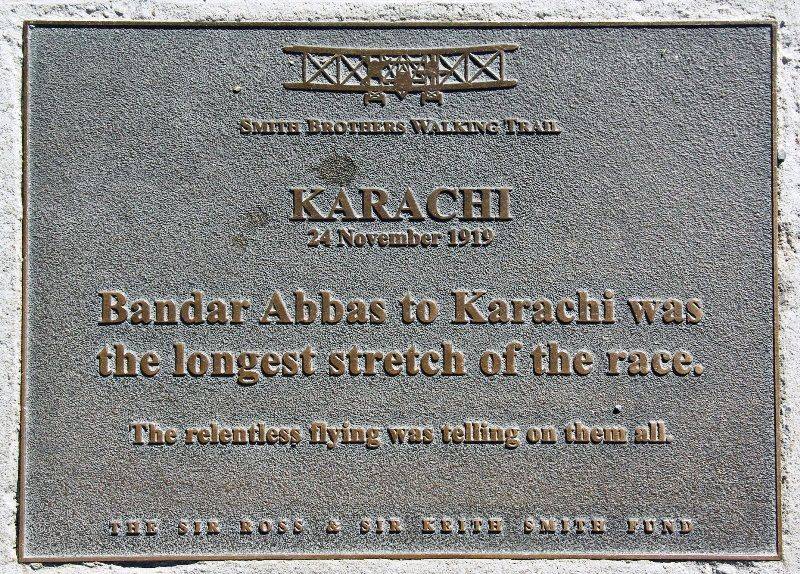 SMITH BROTHERS WALKING TRAIL
KARACHI
24 November 1919
Bandar Abbas to Karachi was
the longest stretch of the race.
The relentless flying was telling on them all.
THE SIR ROSS & SIR KEITH SMITH FUND